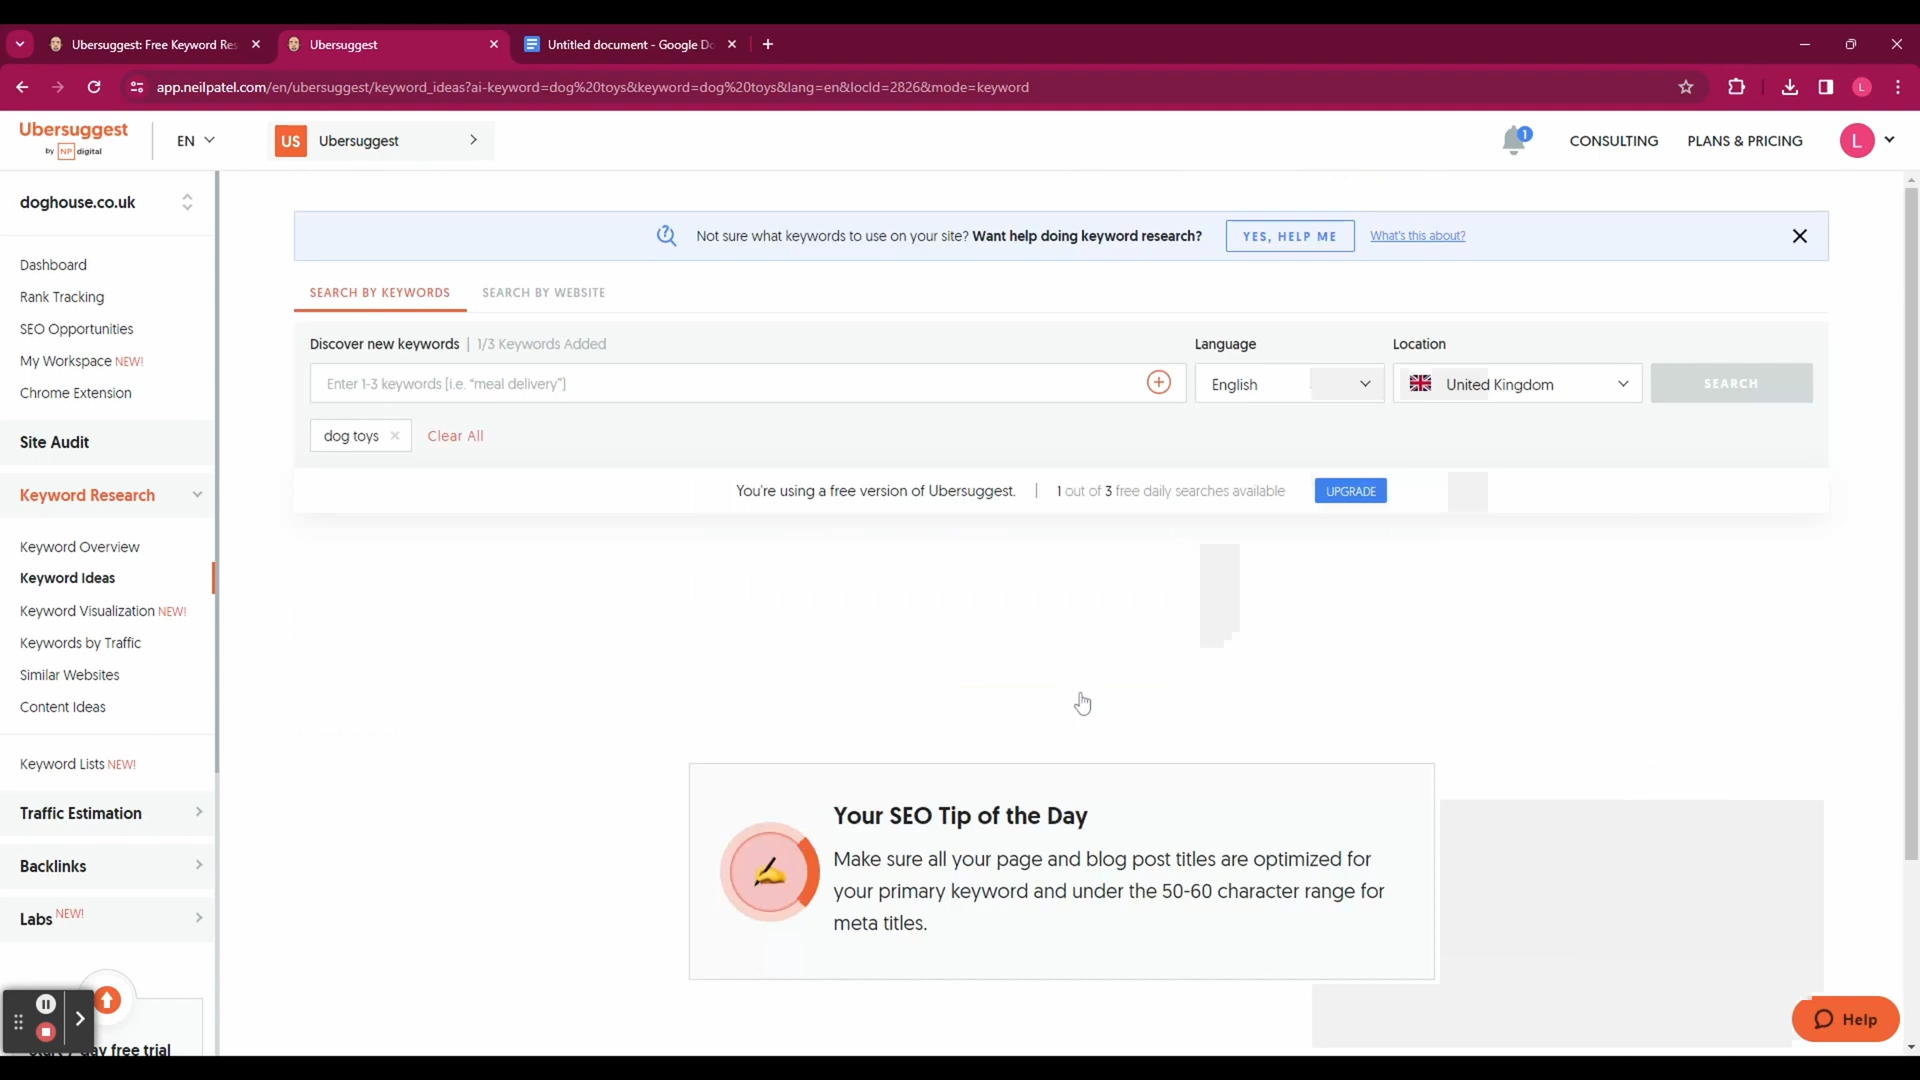 Ubersuggest: Free Keyword Res
Ubersuggest
Untitled document - Google Do
app.neilpatel.com/en/ubersuggest/keyword_ideas?ai-keyword=dog%20toys&keyword=dog%20toys&lang=en&locId=2826&mode=keyword
L
Ubersuggest
by NP digital
EN
US Ubersuggest
1
CONSULTING
PLANS & PRICING
L
doghouse.co.uk
Dashboard
Rank Tracking
SEO Opportunities
My Workspace NEW!
Chrome Extension
Site Audit
Keyword Research
Keyword Overview
Keyword Ideas
Keyword Visualization NEW!
Keywords by Traffic
Similar Websites
Content Ideas
Keyword Lists NEW!
Traffic Estimation
Backlinks
Labs NEW!
day free trial
Not sure what keywords to use on your site? Want help doing keyword research?
YES, HELP ME
What's this about?
SEARCH BY KEYWORDS
SEARCH BY WEBSITE
Discover new keywords | 1/3 Keywords Added
Language
Location
Enter 1-3 keywords [i.e. “meal delivery”]
English
United Kingdom
SEARCH
dog toys
Clear All
You're using a free version of Ubersuggest. | 1 out of 3 free daily searches available
UPGRADE
Your SEO Tip of the Day
Make sure all your page and blog post titles are optimized for
your primary keyword and under the 50-60 character range for
meta titles.
Help